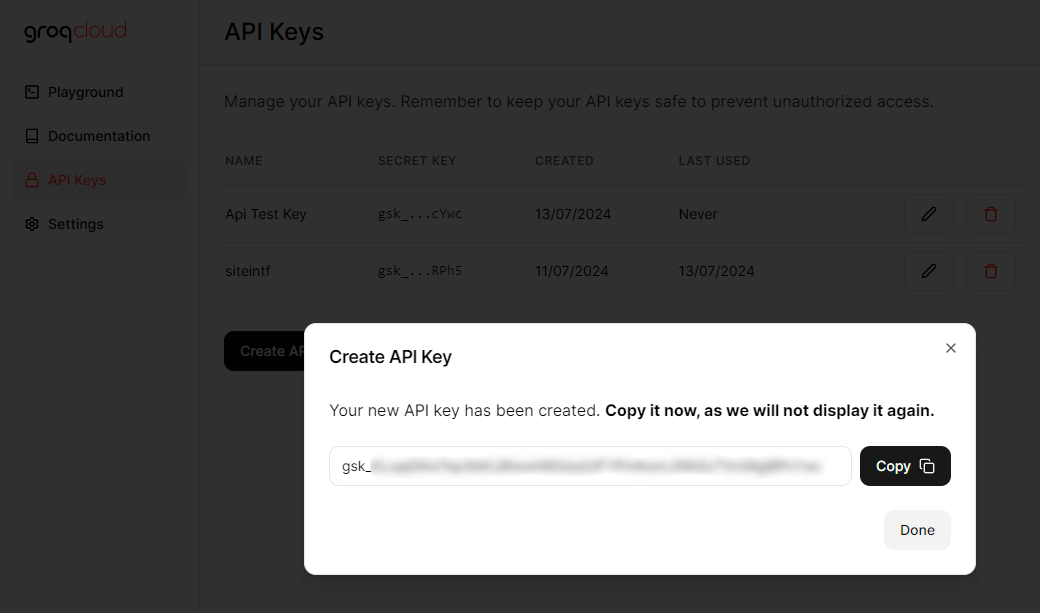 groqcloud
API Keys
Playground
Documentation
API Keys
Settings
Manage your API keys. Remember to keep your API keys safe to prevent unauthorized access.
NAME SECRET KEY CREATED LAST USED
Api Test Key gsk_...cYwc 13/07/2024 Never
siteintf gsk_...RPh5 11/07/2024 13/07/2024
Create AP
Create API Key
Your new API key has been created. Copy it now, as we will not display it again.
gsk_
Copy
Done